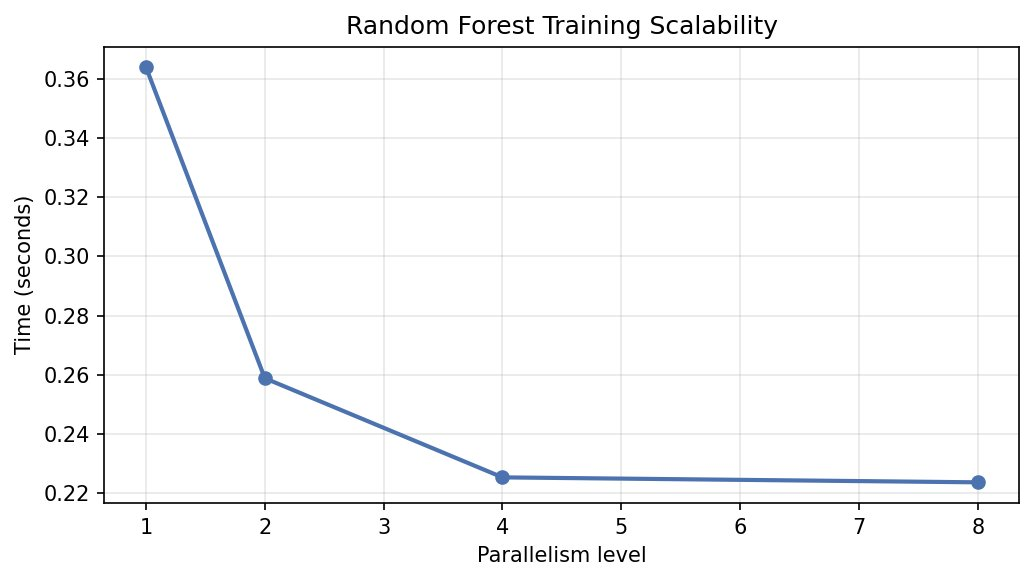 Random Forest Training Scalability
Time (seconds)
0.36
0.34
0.32
0.30
0.28
0.26
0.24
0.22
1 2 3 4 5 6 7 8
Parallelism level